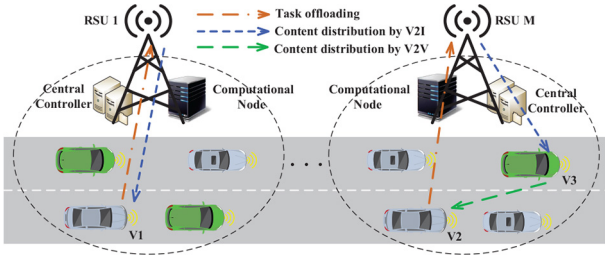 RSU 1
Task offloading
Content distribution by V2I
Content distribution by V2V
RSU M
Central
Controller
Computational
Node
Computational
Node
Central
Controller
V1
V2
V3